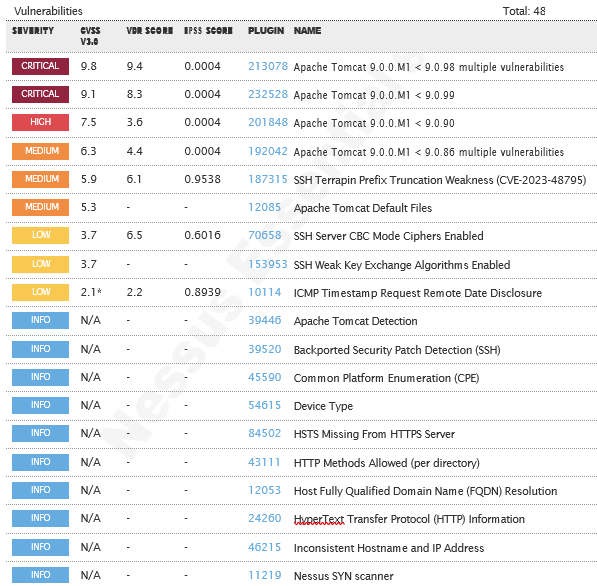 Vulnerabilities Total: 48
SEVERITY CVSS V3.0 VPR SCORE EPSS SCORE PLUGIN NAME
CRITICAL 9.8 9.4 0.0004 213078 Apache Tomcat 9.0.0.M1 < 9.0.98 multiple vulnerabilities
CRITICAL 9.1 8.3 0.0004 232528 Apache Tomcat 9.0.0.M1 < 9.0.99
HIGH 7.5 3.6 0.0004 201848 Apache Tomcat 9.0.0.M1 < 9.0.90
MEDIUM 6.3 4.4 0.0004 192042 Apache Tomcat 9.0.0.M1 < 9.0.86 multiple vulnerabilities
MEDIUM 5.9 6.1 0.9538 187315 SSH Terrapin Prefix Truncation Weakness (CVE-2023-48795)
MEDIUM 5.3 - - 12085 Apache Tomcat Default Files
LOW 3.7 6.5 0.6016 70658 SSH Server CBC Mode Ciphers Enabled
LOW 3.7 - - 153953 SSH Weak Key Exchange Algorithms Enabled
LOW 2.1* 2.2 0.8939 10114 ICMP Timestamp Request Remote Date Disclosure
INFO N/A - - 39446 Apache Tomcat Detection
INFO N/A - - 39520 Backported Security Patch Detection (SSH)
INFO N/A - - 45590 Common Platform Enumeration (CPE)
INFO N/A - - 54615 Device Type
INFO N/A - - 84502 HSTS Missing From HTTPS Server
INFO N/A - - 43111 HTTP Methods Allowed (per directory)
INFO N/A - - 12053 Host Fully Qualified Domain Name (FQDN) Resolution
INFO N/A - - 24260 HyperText Transfer Protocol (HTTP) Information
INFO N/A - - 46215 Inconsistent Hostname and IP Address
INFO N/A - - 11219 Nessus SYN scanner
Nessus Essentials